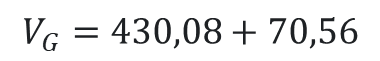 V_G = 430,08 + 70,56